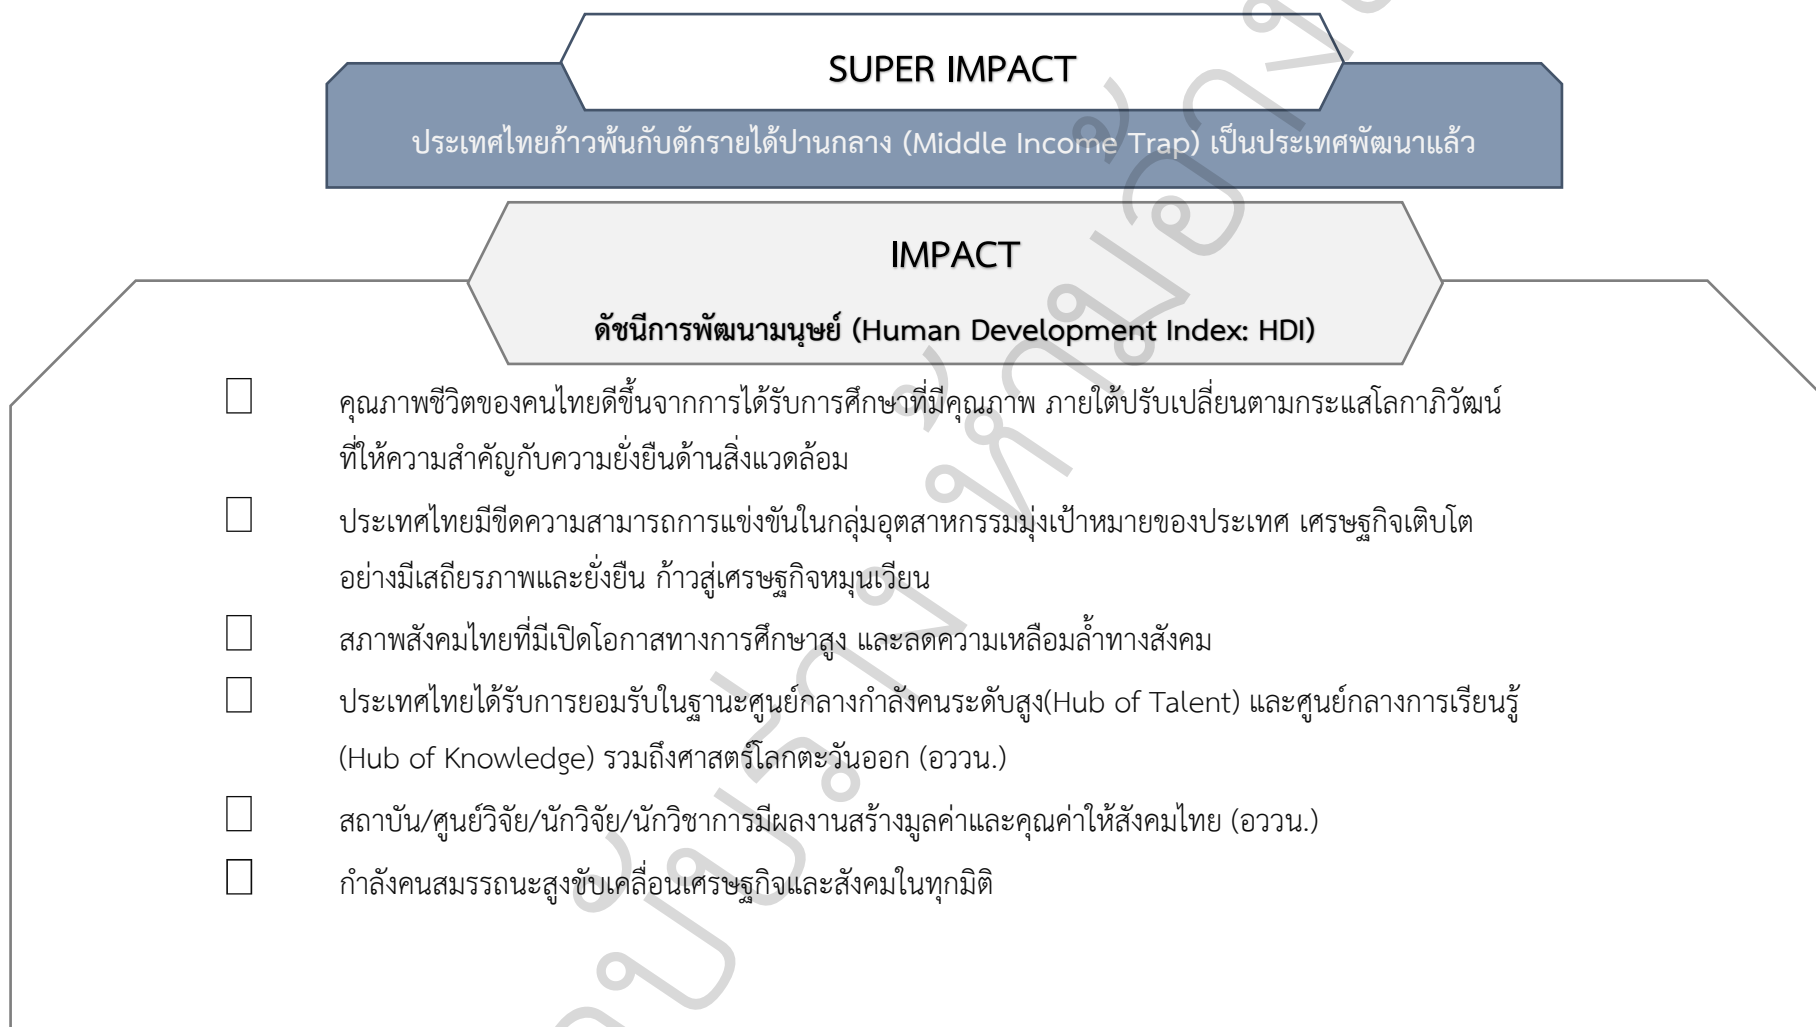 SUPER IMPACT
ประเทศไทยก้าวพ้นกับดักรายได้ปานกลาง (Middle Income Trap) เป็นประเทศพัฒนาแล้ว
IMPACT
ดัชนีการพัฒนามนุษย์ (Human Development Index: HDI)
คุณภาพชีวิตของคนไทยดีขึ้นจากการได้รับการศึกษาที่มีคุณภาพ ภายใต้ปรับเปลี่ยนตามกระแสโลกาภิวัฒน์
ที่ให้ความสำคัญกับความยั่งยืนด้านสิ่งแวดล้อม
ประเทศไทยมีขีดความสามารถการแข่งขันในกลุ่มอุตสาหกรรมมุ่งเป้าหมายของประเทศ เศรษฐกิจเติบโต
อย่างมีเสถียรภาพและยั่งยืน ก้าวสู่เศรษฐกิจหมุนเวียน
สภาพสังคมไทยที่มีเปิดโอกาสทางการศึกษาสูง และลดความเหลือมล้ำทางสังคม
ประเทศไทยได้รับการยอมรับในฐานะศูนย์กลางกำลังคนระดับสูง(Hub of Talent) และศูนย์กลางการเรียนรู้
(Hub of Knowledge) รวมถึงศาสตร์โลกตะวันออก (อววน.)
สถาบัน/ศูนย์วิจัย/นักวิจัย/นักวิชาการมีผลงานสร้างมูลค่าและคุณค่าให้สังคมไทย (อววน.)
กำลังคนสมรรถนะสูงขับเคลื่อนเศรษฐกิจและสังคมในทุกมิติ